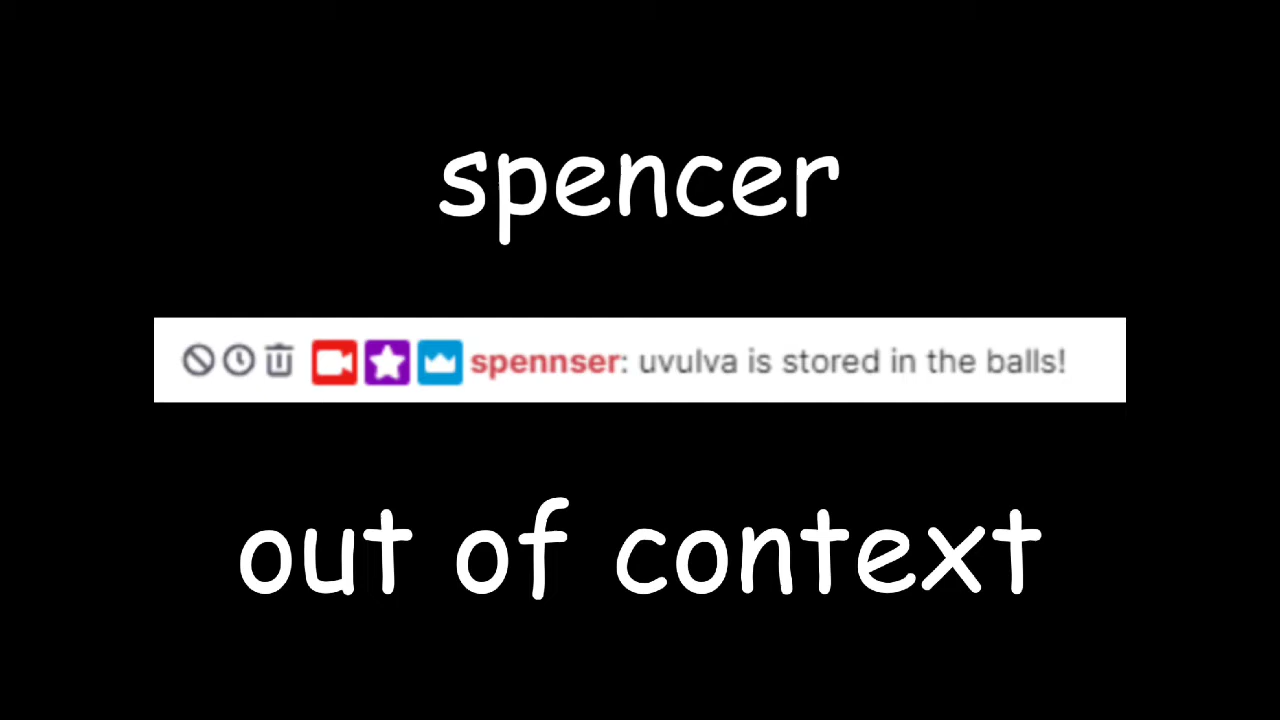 spencer
spennser: uvulva is stored in the balls!
out of context